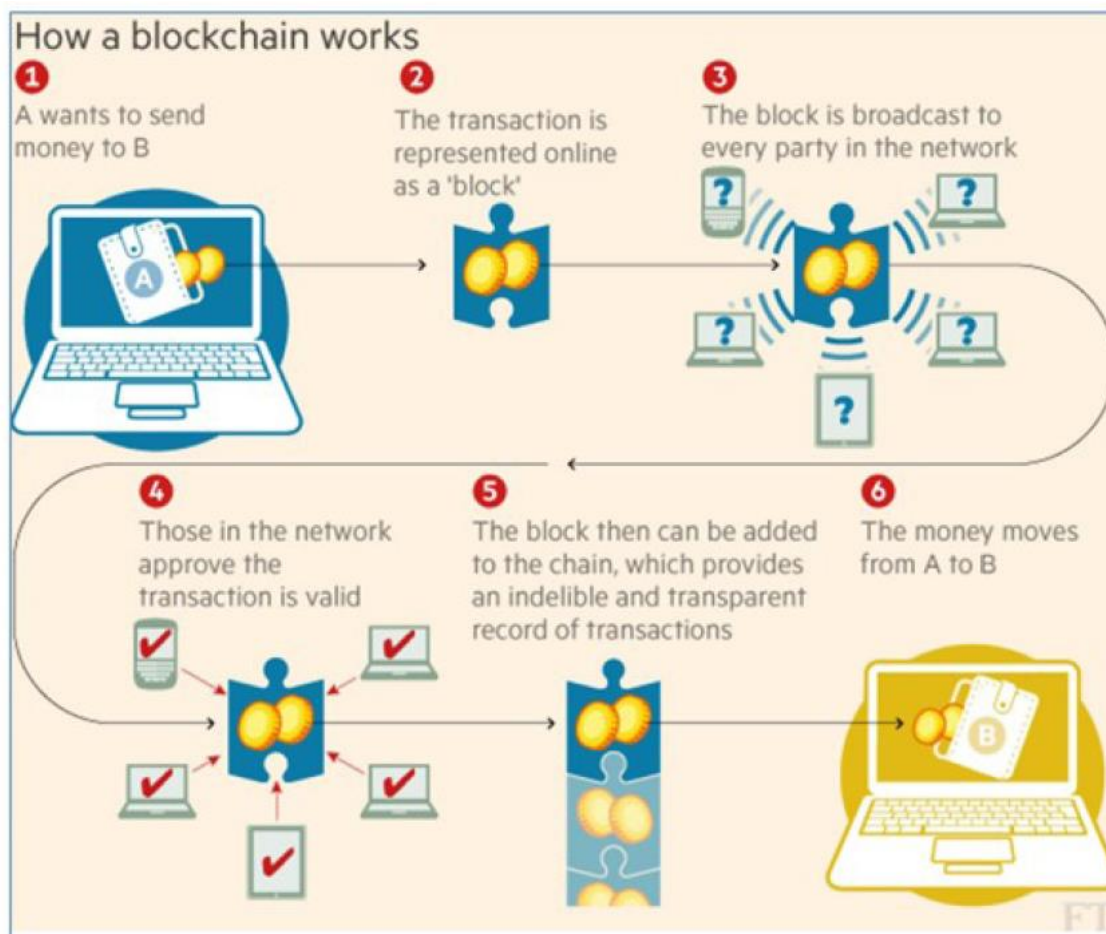 How a blockchain works
1
A wants to send
money to B
A
2
The transaction is
represented online
as a 'block'
3
The block is broadcast to
every party in the network
?
?
?
?
?
4
Those in the network
approve the
transaction is valid
5
The block then can be added
to the chain, which provides
an indelible and transparent
record of transactions
6
The money moves
from A to B
B
FT